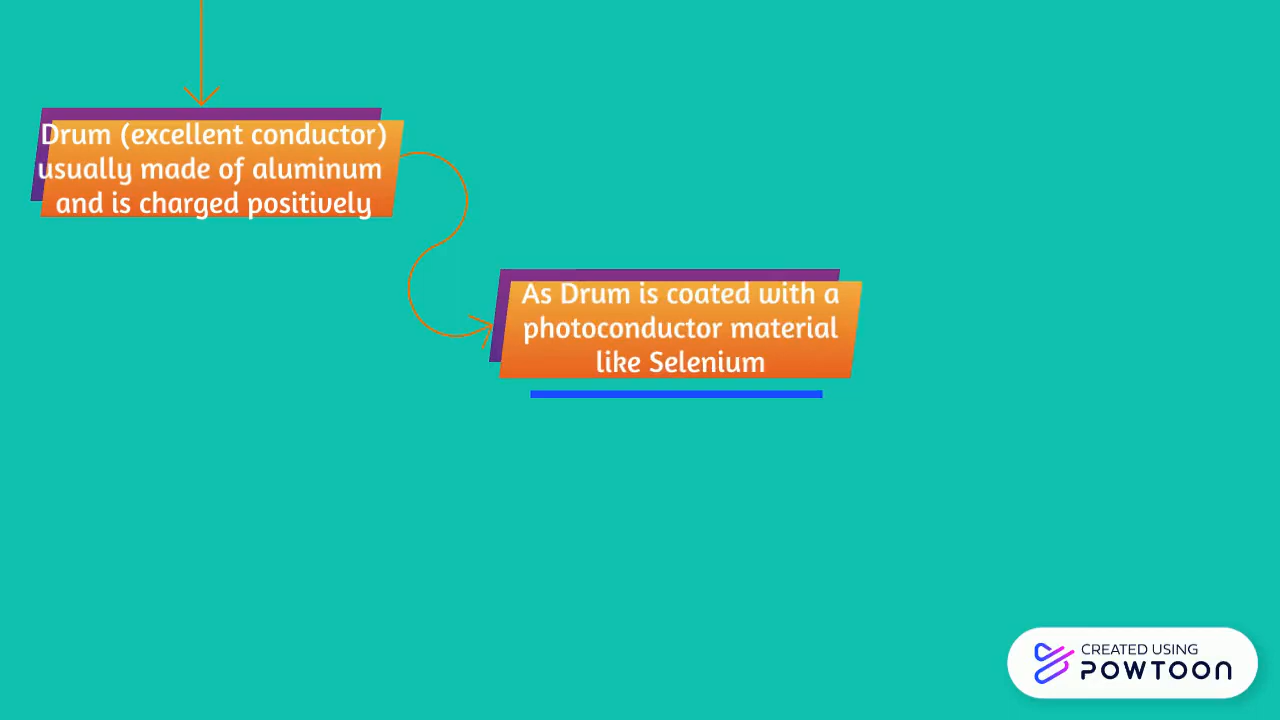 Drum (excellent conductor)
usually made of aluminum
and is charged positively
As Drum is coated with a
photoconductor material
like Selenium
CREATED USING
POWTOON